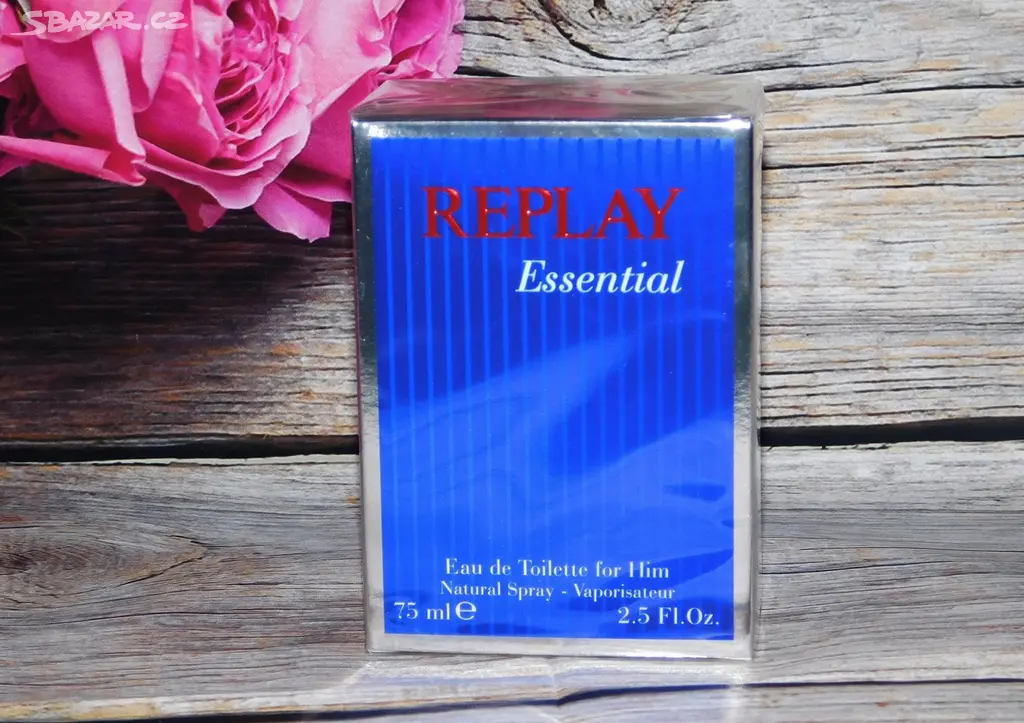 SBAZAR.CZ
REPLAY
Essential
Eau de Toilette for Him
Natural Spray - Vaporisateur
75 ml ℮ 2.5 Fl.Oz.